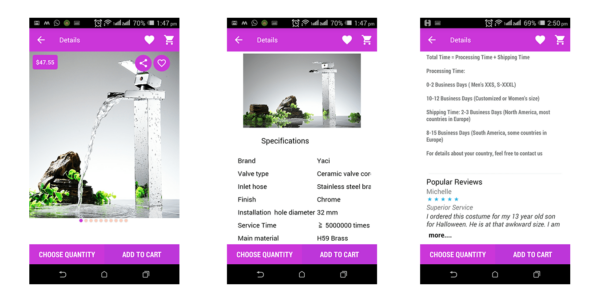 70% 1:47 pm
Details
$47.55
CHOOSE QUANTITY ADD TO CART
70% 1:47 pm
Details
Specifications
Brand Yaci
Valve type Ceramic valve cor
Inlet hose Stainless steel bra
Finish Chrome
Installation hole diameter 32 mm
Service Time ≥ 5000000 times
Main material H59 Brass
CHOOSE QUANTITY ADD TO CART
69% 2:50 pm
Details
Total Time = Processing Time + Shipping Time
Processing Time:
0-3 Business Days ( Men's XXS, S-XXXL)
10-13 Business Days (Customized or Women's size)
Shipping Time: 2-3 Business Days (North America, most
countries in Europe)
8-15 Business Days (South America, some countries in
Europe)
For details about your country, feel free to contact us
Popular Reviews
Michelle
Superior Service
I ordered this costume for my 13 year old son
for Halloween. He is at that awkward size. I am
more....
CHOOSE QUANTITY ADD TO CART